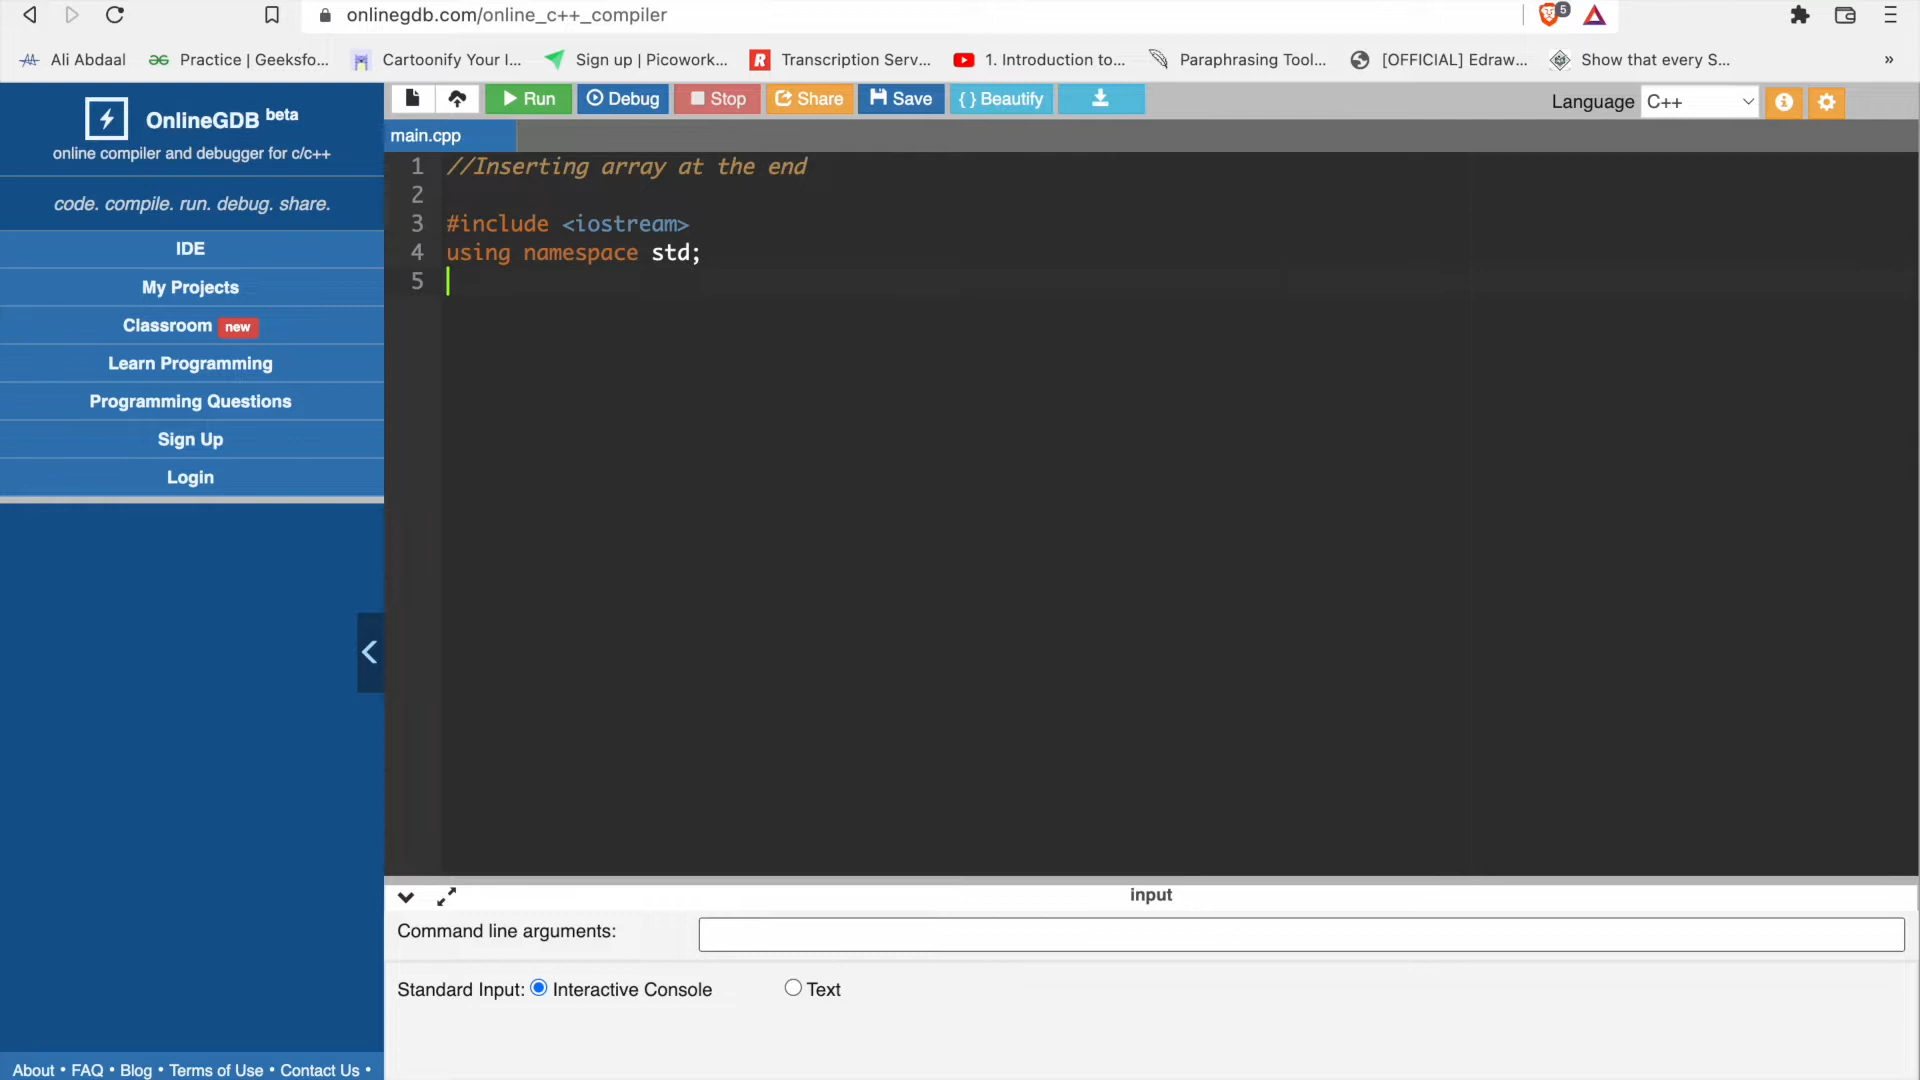 onlinegdb.com/online_c++_compiler
5
Ali Abdaal
Practice | Geeksfo...
Cartoonify Your I...
Sign up | Picowork...
R
Transcription Serv...
1. Introduction to...
Paraphrasing Tool...
[OFFICIAL] Edraw...
Show that every S...
»
OnlineGDB beta
online compiler and debugger for c/c++
code. compile. run. debug. share.
IDE
My Projects
Classroom new
Learn Programming
Programming Questions
Sign Up
Login
About • FAQ • Blog • Terms of Use • Contact Us •
Run
Debug
Stop
Share
Save
{ } Beautify
Language C++
main.cpp
1 //Inserting array at the end
2
3 #include <iostream>
4 using namespace std;
5
input
Command line arguments:
Standard Input: Interactive Console Text